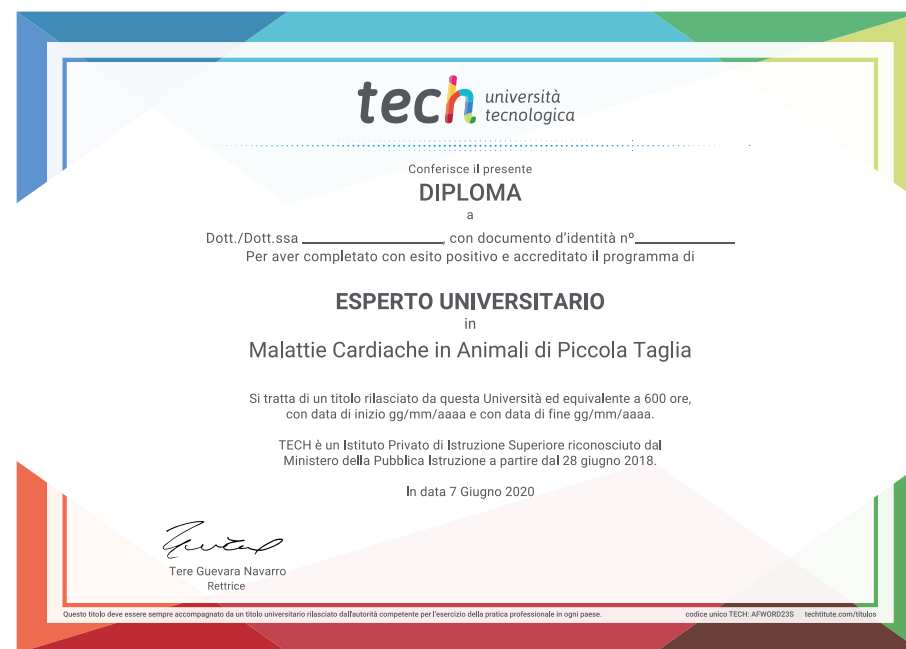 tech università
tecnologica
Conferisce il presente
DIPLOMA
a
Dott./Dott.ssa ____________, con documento d'identità nº____________
Per aver completato con esito positivo e accreditato il programma di
ESPERTO UNIVERSITARIO
in
Malattie Cardiache in Animali di Piccola Taglia
Si tratta di un titolo rilasciato da questa Università ed equivalente a 600 ore,
con data di inizio gg/mm/aaaa e con data di fine gg/mm/aaaa.
TECH è un Istituto Privato di Istruzione Superiore riconosciuto dal
Ministero della Pubblica Istruzione a partire dal 28 giugno 2018.
In data 7 Giugno 2020
Tere Guevara Navarro
Rettrice
Questo titolo deve essere sempre accompagnato da un titolo universitario rilasciato dall'autorità competente per l'esercizio della pratica professionale in ogni paese. codice unico TECH: AFWORD23S techtitute.com/titulos